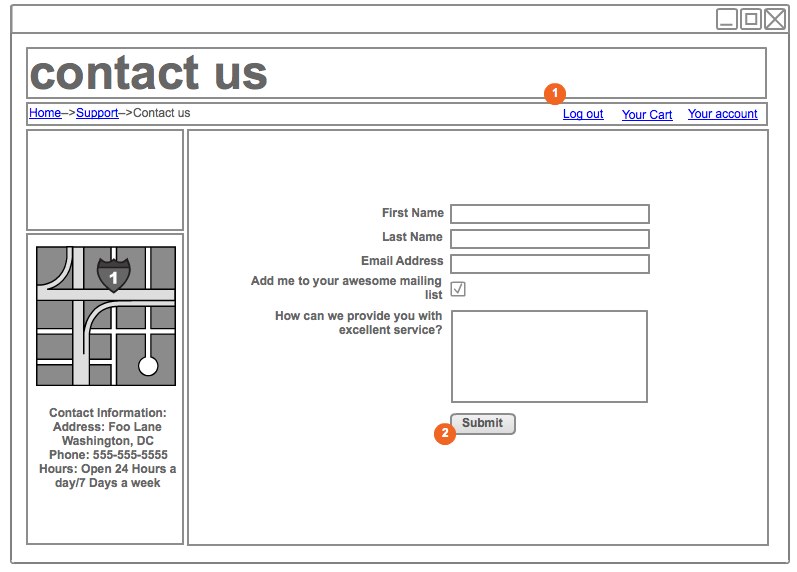 contact us
1
Home-->Support-->Contact us
Log out Your Cart Your account
1
Contact Information:
Address: Foo Lane
Washington, DC
Phone: 555-555-5555
Hours: Open 24 Hours a
day/7 Days a week
First Name
Last Name
Email Address
Add me to your awesome mailing
list
How can we provide you with
excellent service?
Submit
2